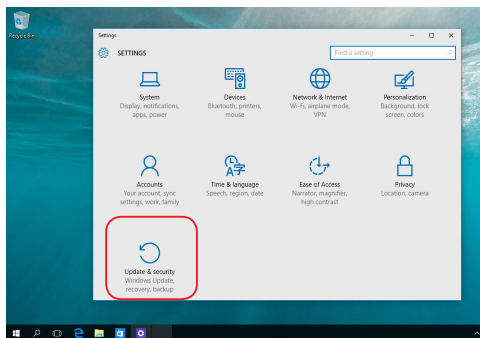 Recycle Bin
Settings
SETTINGS
Find a setting
System
Display, notifications,
apps, power
Devices
Bluetooth, printers,
mouse
Network & Internet
Wi-Fi, airplane mode,
VPN
Personalization
Background, lock
screen, colors
Accounts
Your account, sync
settings, work, family
Time & language
Speech, region, date
Ease of Access
Narrator, magnifier,
high contrast
Privacy
Location, camera
Update & security
Windows Update,
recovery, backup